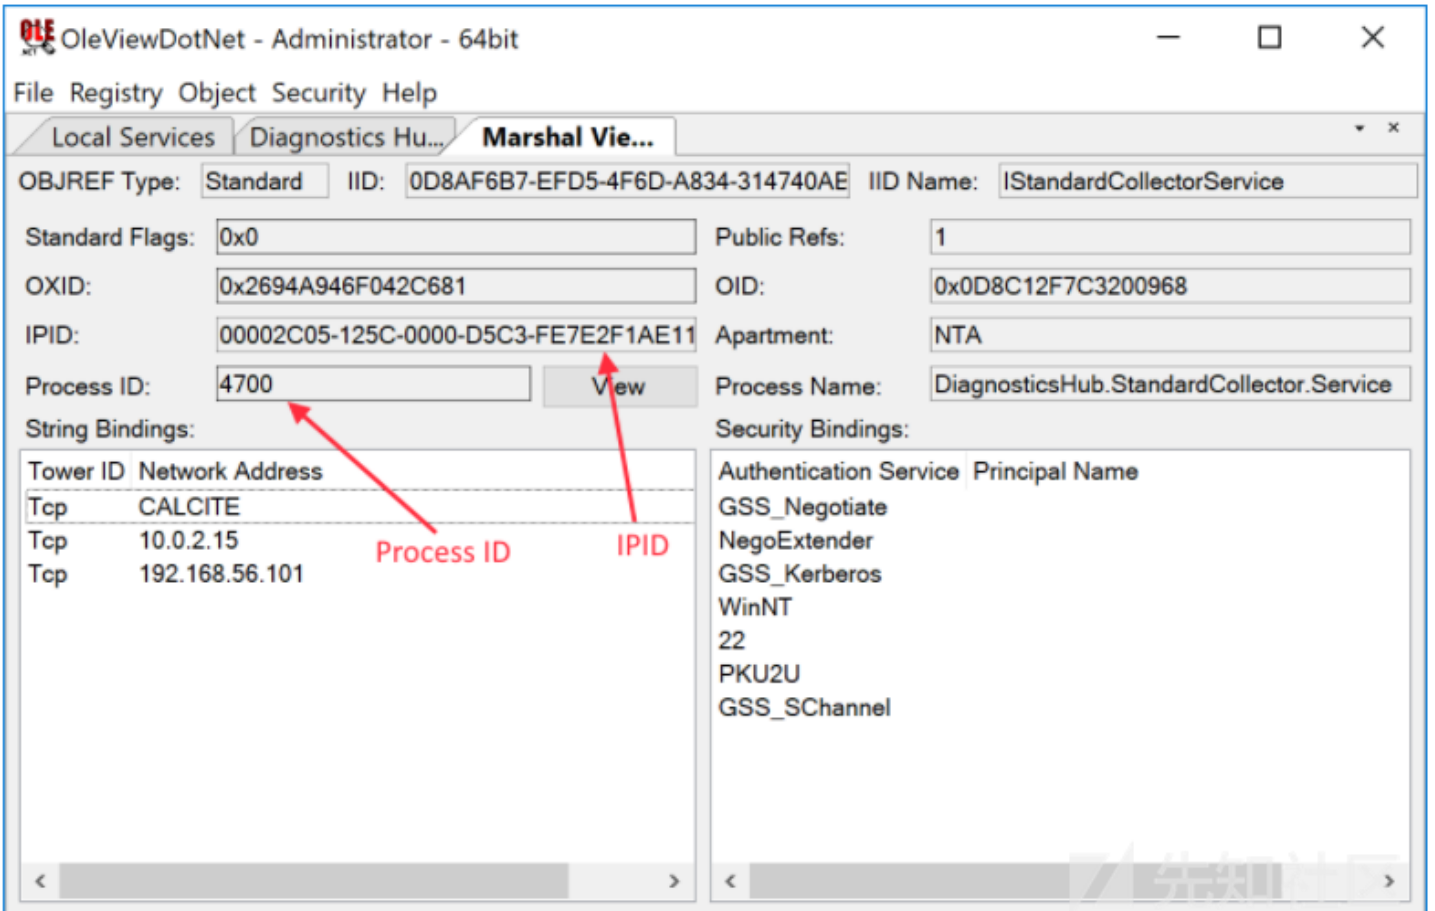 OleViewDotNet - Administrator - 64bit
File Registry Object Security Help
Local Services Diagnostics Hu... Marshal Vie...
OBJREF Type: Standard IID: 0D8AF6B7-EFD5-4F6D-A834-314740AE IID Name: IStandardCollectorService
Standard Flags: 0x0 Public Refs: 1
OXID: 0x2694A946F042C681 OID: 0x0D8C12F7C3200968
IPID: 00002C05-125C-0000-D5C3-FE7E2F1AE11 Apartment: NTA
Process ID: 4700 View Process Name: DiagnosticsHub.StandardCollector.Service
String Bindings: Security Bindings:
Tower ID Network Address Authentication Service Principal Name
Tcp CALCITE GSS_Negotiate
Tcp 10.0.2.15 Process ID IPID NegoExtender
Tcp 192.168.56.101 GSS_Kerberos
WinNT
22
PKU2U
GSS_SChannel
先知社区